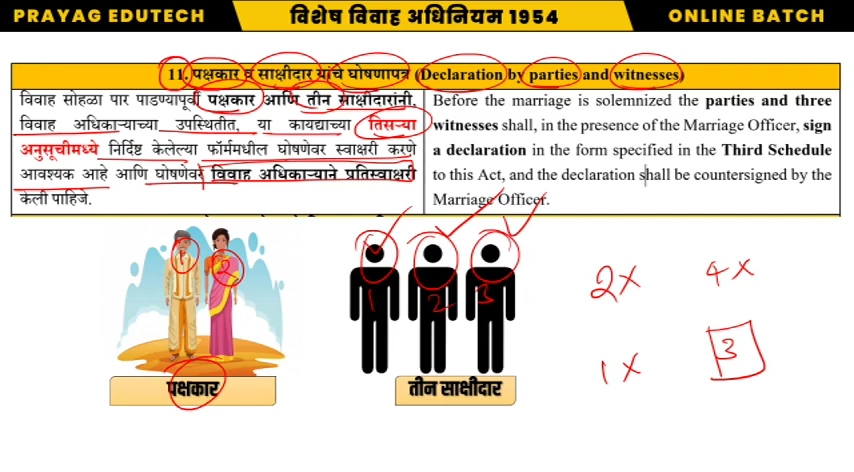 PRAYAG EDUTECH
विशेष विवाह अधिनियम 1954
ONLINE BATCH
11. पक्षकार व साक्षीदार यांचे घोषणापत्र (Declaration by parties and witnesses)
विवाह सोहळा पार पाडण्यापूर्वी पक्षकार आणि तीन साक्षीदारांनी,
विवाह अधिकाऱ्याच्या उपस्थितीत, या कायद्याच्या तिसऱ्या
अनुसूचीमध्ये निर्दिष्ट केलेल्या फॉर्ममधील घोषणेवर स्वाक्षरी करणे
आवश्यक आहे आणि घोषणेवर विवाह अधिकाऱ्याने प्रतिस्वाक्षरी
केली पाहिजे.
Before the marriage is solemnized the parties and three
witnesses shall, in the presence of the Marriage Officer, sign
a declaration in the form specified in the Third Schedule
to this Act, and the declaration shall be countersigned by the
Marriage Officer.
1 2
1 2 3
2x 4x
1x 3
पक्षकार
तीन साक्षीदार